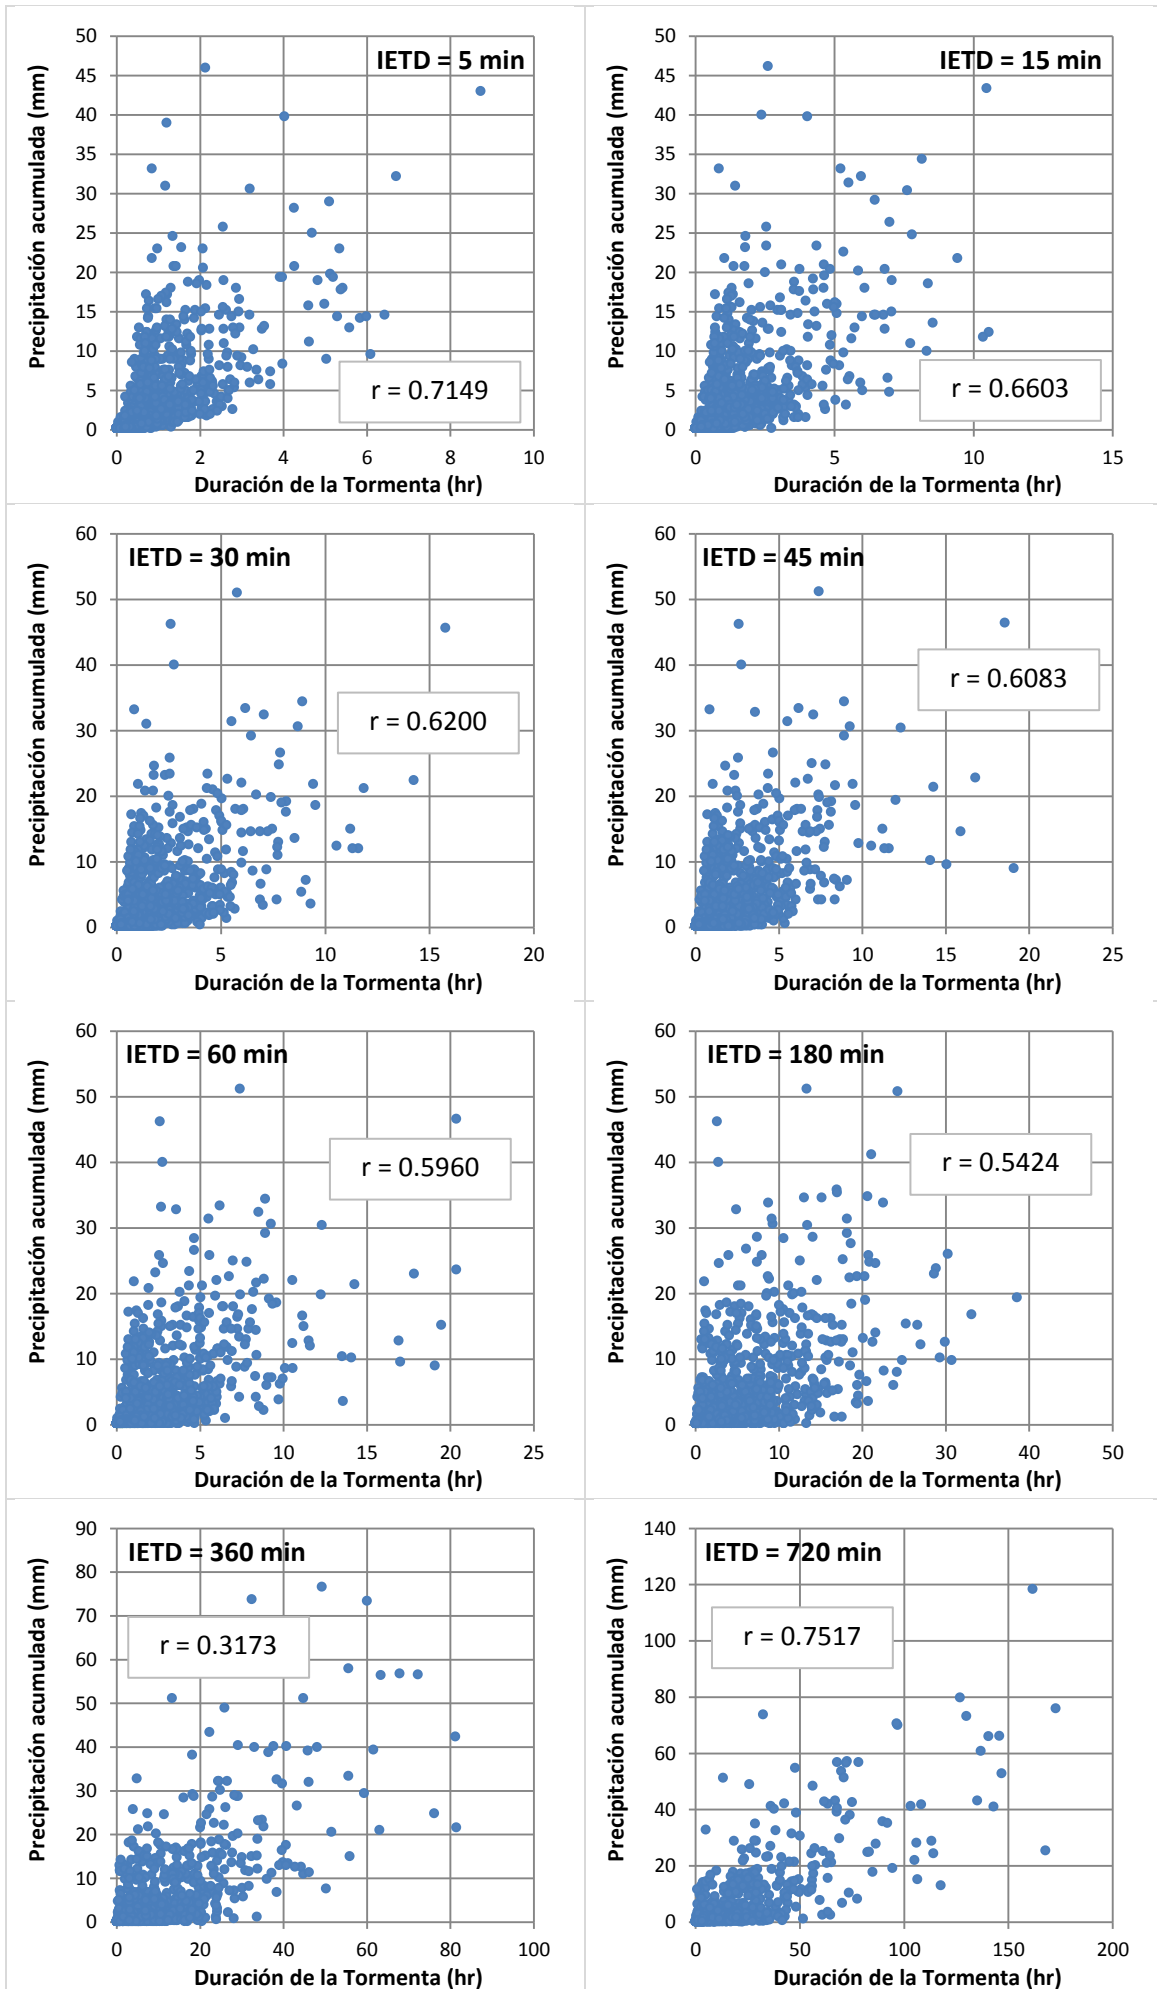 IETD = 5 min
Precipitación acumulada (mm)
50
45
40
35
30
25
20
15
10
5
0
r = 0.7149
0 2 4 6 8 10
Duración de la Tormenta (hr)
IETD = 15 min
Precipitación acumulada (mm)
50
45
40
35
30
25
20
15
10
5
0
r = 0.6603
0 5 10 15
Duración de la Tormenta (hr)
IETD = 30 min
Precipitación acumulada (mm)
60
50
40
30
20
10
0
r = 0.6200
0 5 10 15 20
Duración de la Tormenta (hr)
IETD = 45 min
Precipitación acumulada (mm)
60
50
40
30
20
10
0
r = 0.6083
0 5 10 15 20 25
Duración de la Tormenta (hr)
IETD = 60 min
Precipitación acumulada (mm)
60
50
40
30
20
10
0
r = 0.5960
0 5 10 15 20 25
Duración de la Tormenta (hr)
IETD = 180 min
Precipitación acumulada (mm)
60
50
40
30
20
10
0
r = 0.5424
0 10 20 30 40 50
Duración de la Tormenta (hr)
IETD = 360 min
Precipitación acumulada (mm)
90
80
70
60
50
40
30
20
10
0
r = 0.3173
0 20 40 60 80 100
Duración de la Tormenta (hr)
IETD = 720 min
Precipitación acumulada (mm)
140
120
100
80
60
40
20
0
r = 0.7517
0 50 100 150 200
Duración de la Tormenta (hr)